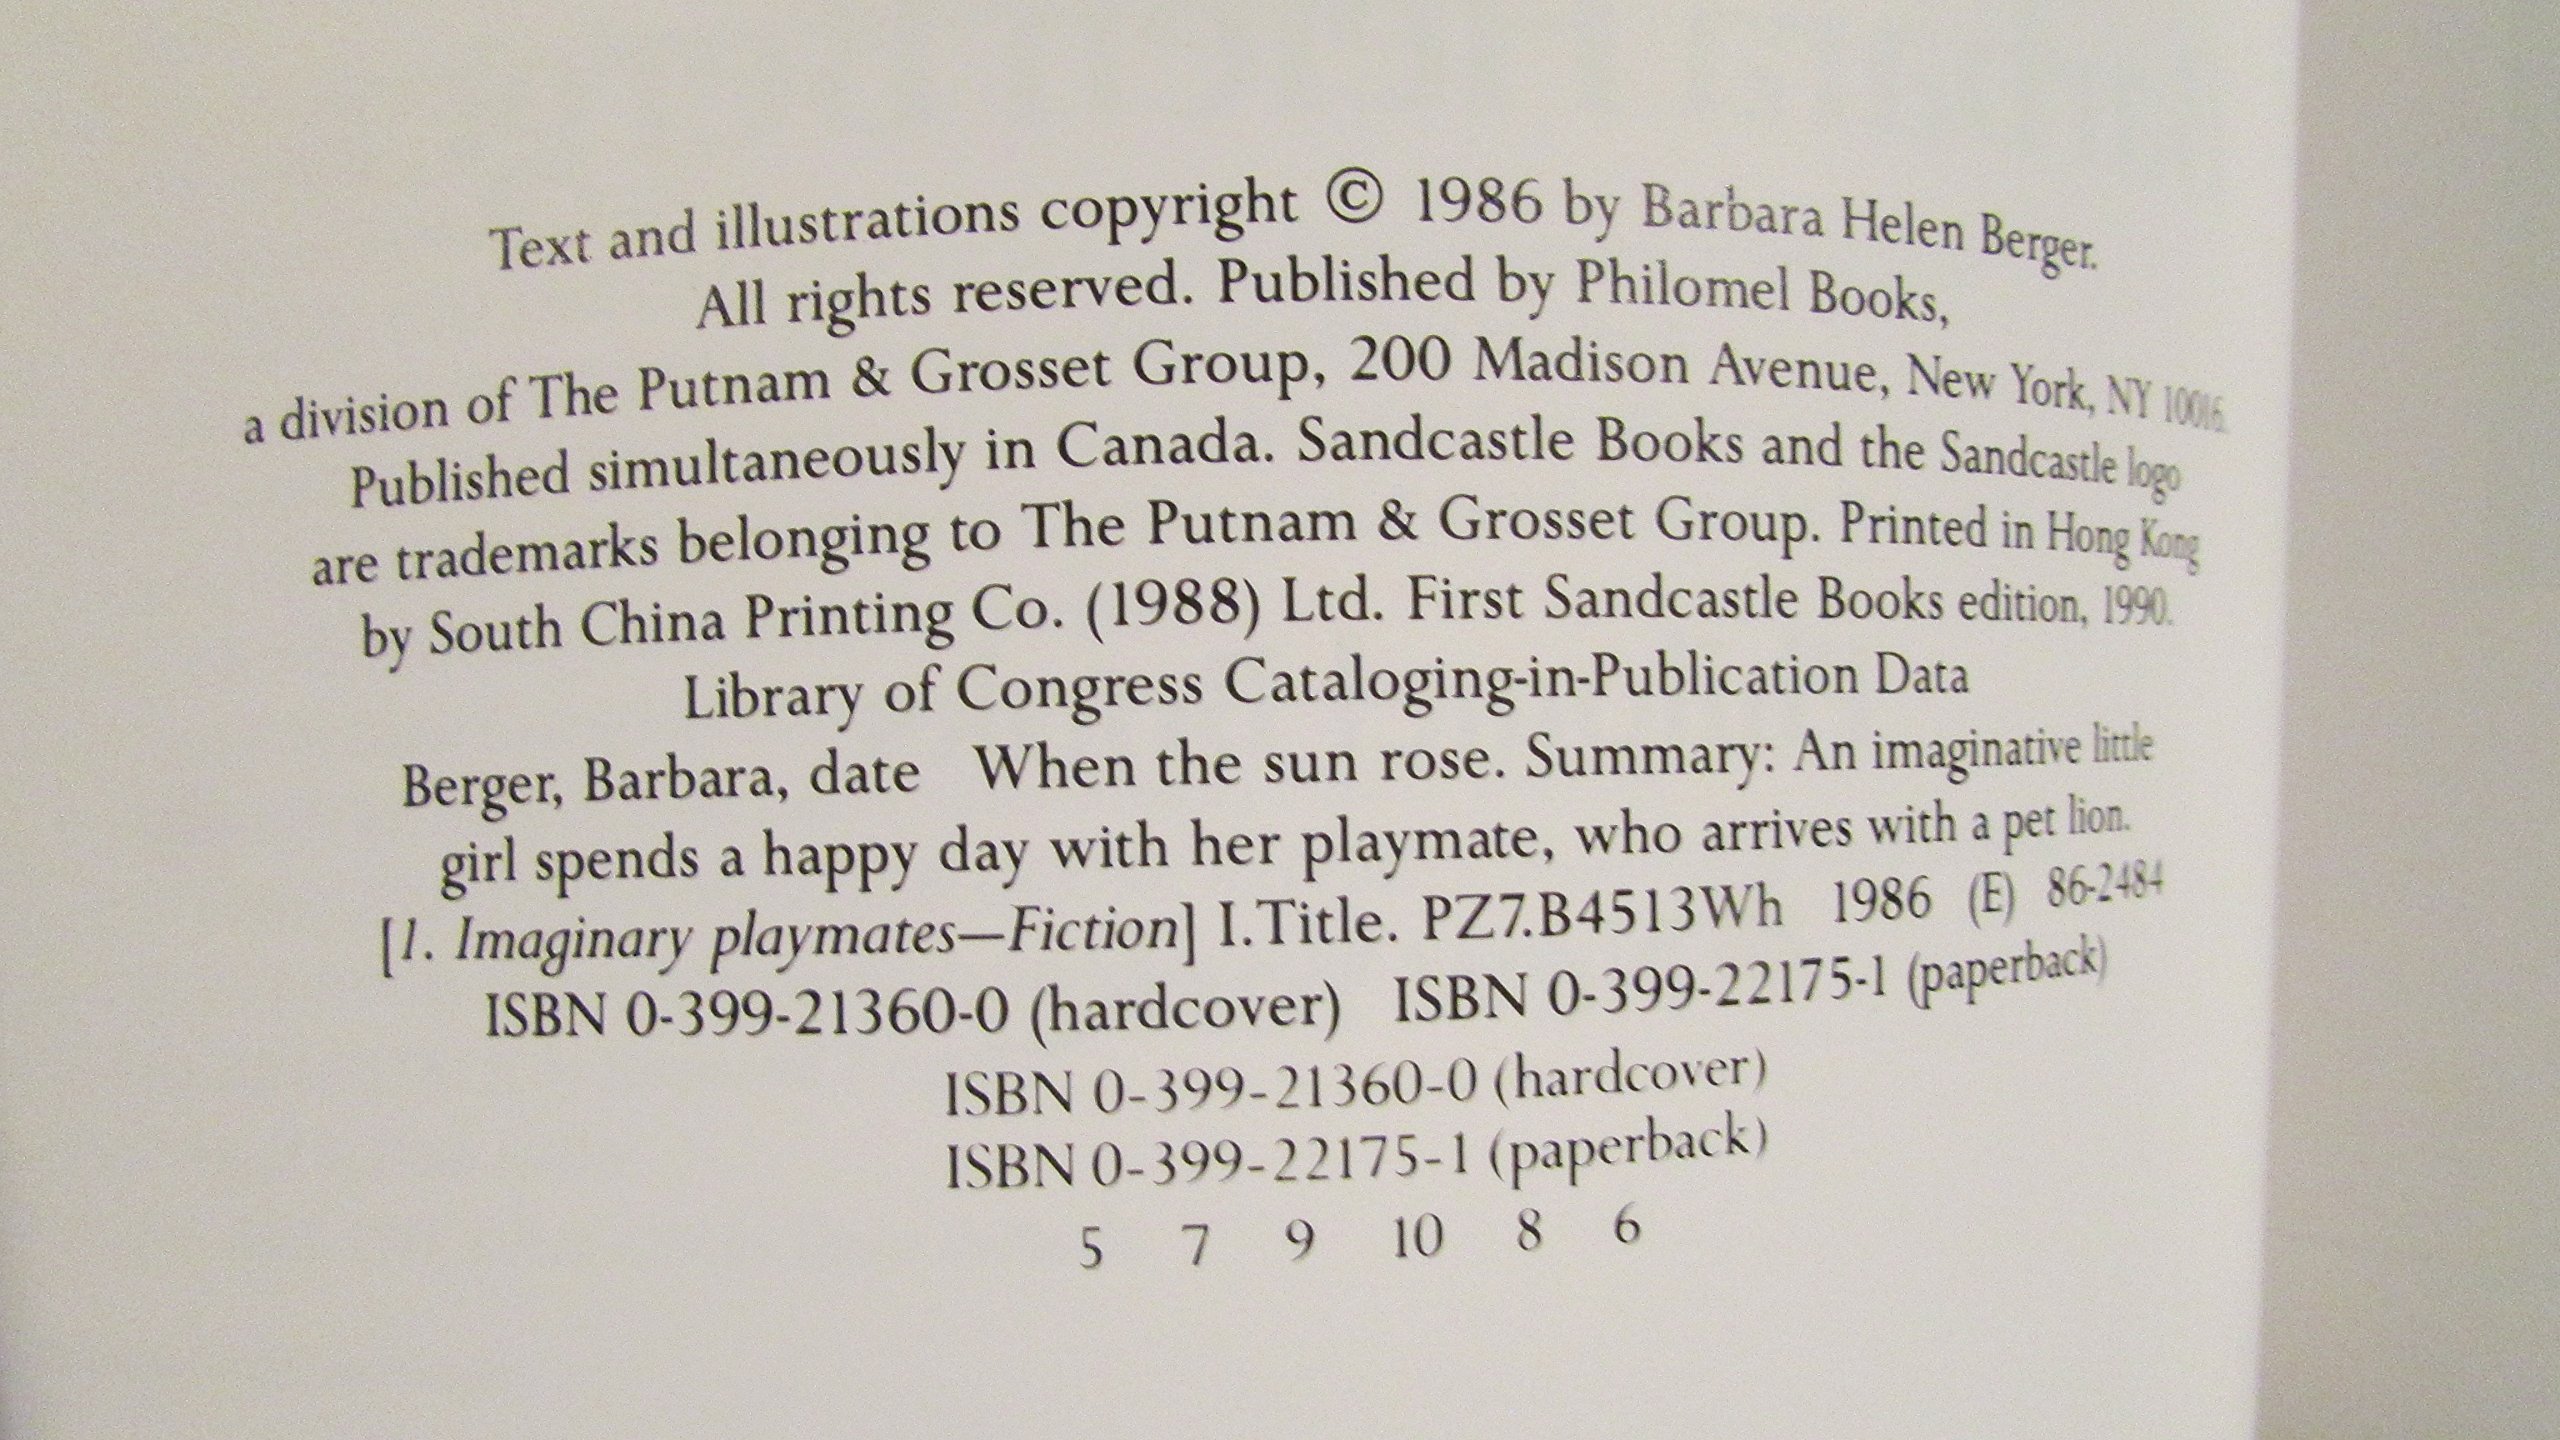 Text and illustrations copyright © 1986 by Barbara Helen Berger.
All rights reserved. Published by Philomel Books,
a division of The Putnam & Grosset Group, 200 Madison Avenue, New York, NY 10016.
Published simultaneously in Canada. Sandcastle Books and the Sandcastle logo
are trademarks belonging to The Putnam & Grosset Group. Printed in Hong Kong
by South China Printing Co. (1988) Ltd. First Sandcastle Books edition, 1990.
Library of Congress Cataloging-in-Publication Data
Berger, Barbara, date When the sun rose. Summary: An imaginative little
girl spends a happy day with her playmate, who arrives with a pet lion.
[1. Imaginary playmates—Fiction] I.Title. PZ7.B4513Wh 1986 (E) 86-2484
ISBN 0-399-21360-0 (hardcover) ISBN 0-399-22175-1 (paperback)
ISBN 0-399-21360-0 (hardcover)
ISBN 0-399-22175-1 (paperback)
5 7 9 10 8 6